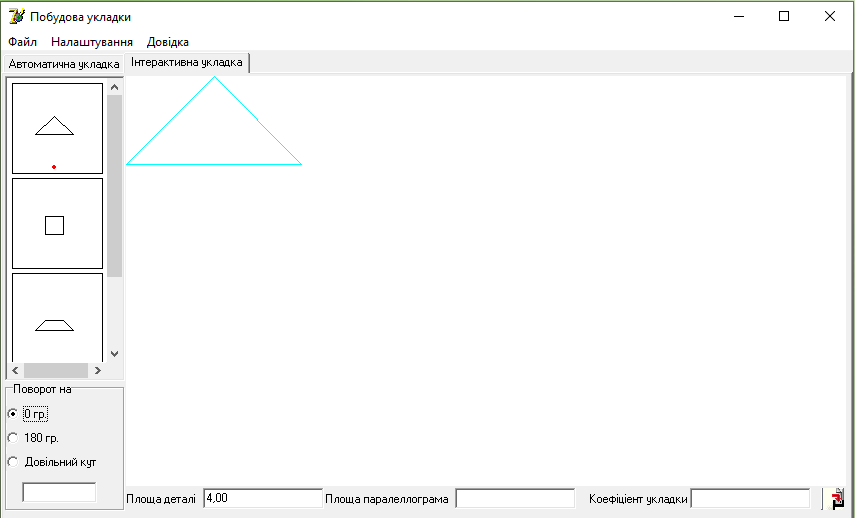 Побудова укладки
Файл Налаштування Довідка
Автоматична укладка Інтерактивна укладка
Поворот на
0 гр.
180 гр.
Довільний кут
Площа деталі 4,00 Площа паралеллограма Коефіцієнт укладки